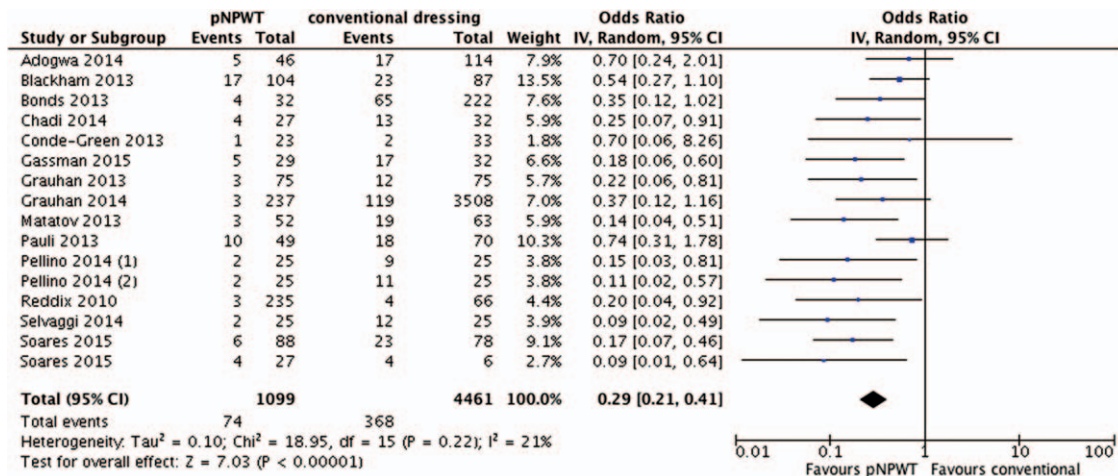 pNPWT conventional dressing Odds Ratio Odds Ratio
Study or Subgroup Events Total Events Total Weight IV, Random, 95% CI IV, Random, 95% CI
Adogwa 2014 5 46 17 114 7.9% 0.70 [0.24, 2.01]
Blackham 2013 17 104 23 87 13.5% 0.54 [0.27, 1.10]
Bonds 2013 4 32 65 222 7.6% 0.35 [0.12, 1.02]
Chadi 2014 4 27 13 32 5.9% 0.25 [0.07, 0.91]
Conde-Green 2013 1 23 2 33 1.8% 0.70 [0.06, 8.26]
Gassman 2015 5 29 17 32 6.6% 0.18 [0.06, 0.60]
Grauhan 2013 3 75 12 75 5.7% 0.22 [0.06, 0.81]
Grauhan 2014 3 237 119 3508 7.0% 0.37 [0.12, 1.16]
Matatov 2013 3 52 19 63 5.9% 0.14 [0.04, 0.51]
Pauli 2013 10 49 18 70 10.3% 0.74 [0.31, 1.78]
Pellino 2014 (1) 2 25 9 25 3.8% 0.15 [0.03, 0.81]
Pellino 2014 (2) 2 25 11 25 3.8% 0.11 [0.02, 0.57]
Reddix 2010 3 235 4 66 4.4% 0.20 [0.04, 0.92]
Selvaggi 2014 2 25 12 25 3.9% 0.09 [0.02, 0.49]
Soares 2015 6 88 23 78 9.1% 0.17 [0.07, 0.46]
Soares 2015 4 27 4 6 2.7% 0.09 [0.01, 0.64]
Total (95% CI) 1099 4461 100.0% 0.29 [0.21, 0.41]
Total events 74 368
Heterogeneity: Tau² = 0.10; Chi² = 18.95, df = 15 (P = 0.22); I² = 21%
Test for overall effect: Z = 7.03 (P < 0.00001)
0.01 0.1 1 10 100
Favours pNPWT Favours conventional